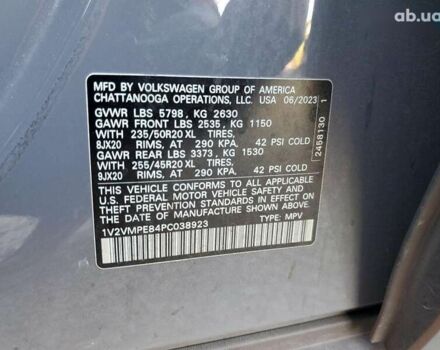 ab.ua
MFD BY VOLKSWAGEN GROUP OF AMERICA
CHATTANOOGA OPERATIONS, LLC. USA 06/2023
GVWR LBS 5798, KG 2630
GAWR FRONT LBS 2535, KG 1150
WITH 235/50R20 XL TIRES.
8JX20 RIMS, AT 290 KPA. 42 PSI COLD
GAWR REAR LBS 3373, KG 1530
WITH 255/45R20 XL TIRES.
9JX20 RIMS, AT 290 KPA. 42 PSI COLD
THIS VEHICLE CONFORMS TO ALL APPLICABLE
U.S. FEDERAL MOTOR VEHICLE SAFETY AND
THEFT PREVENTION STANDARDS IN EFFECT ON
THE DATE OF MANUFACTURE SHOWN ABOVE.
1V2VMPE84PC038923 TYPE: MPV
2458130 1